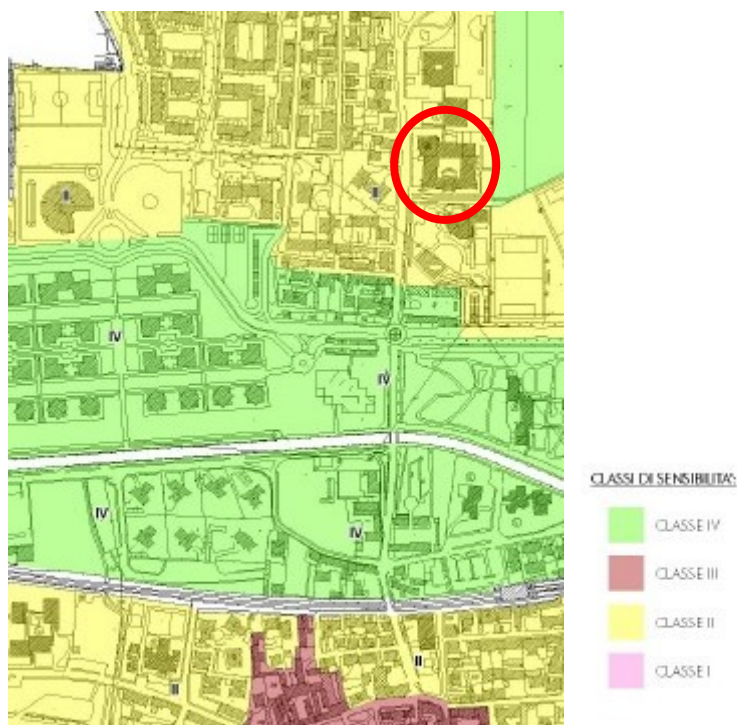 II
II
IV
IV
IV
IV
II
II
CLASSI DI SENSIBILITA':
CLASSE IV
CLASSE III
CLASSE II
CLASSE I